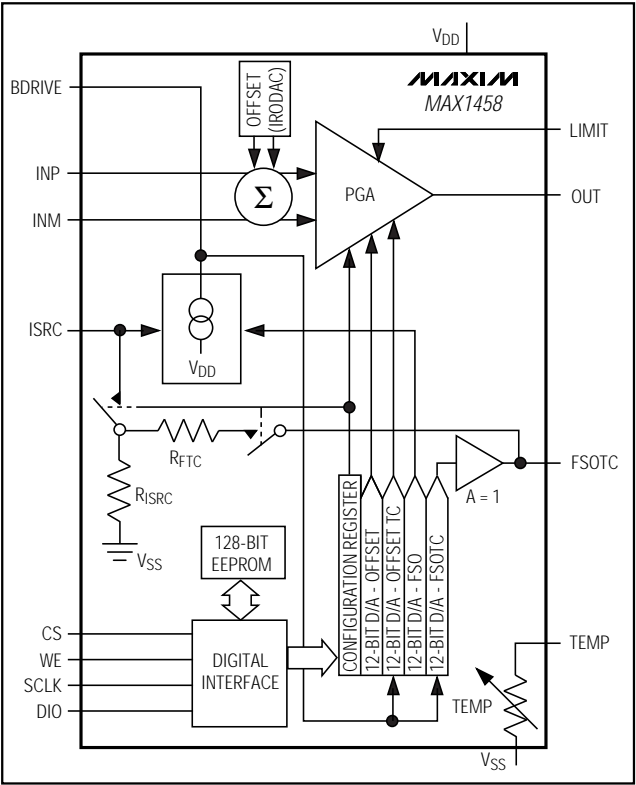 VDD
BDRIVE
OFFSET
(IRODAC)
MAXIM
MAX1458
LIMIT
INP
Σ
PGA
OUT
INM
ISRC
VDD
RFTC
RISRC
VSS
A = 1
FSOTC
128-BIT
EEPROM
CONFIGURATION REGISTER
12-BIT D/A - OFFSET
12-BIT D/A - OFFSET TC
12-BIT D/A - FSO
12-BIT D/A - FSOTC
CS
WE
SCLK
DIO
DIGITAL
INTERFACE
TEMP
TEMP
VSS